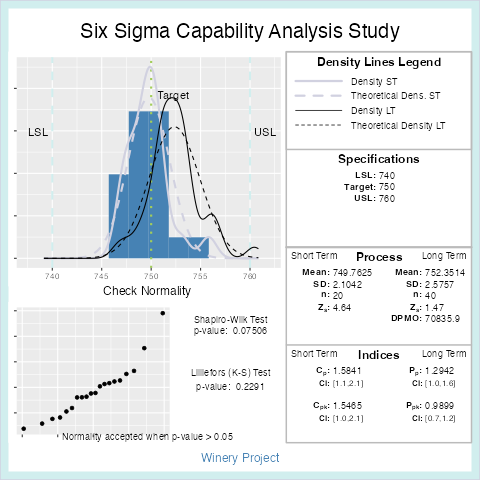 Six Sigma Capability Analysis Study
Target
LSL
USL
740
745
750
755
760
Check Normality
Shapiro-Wilk Test
p-value: 0.07506
Lilliefors (K-S) Test
p-value: 0.2291
Normality accepted when p-value > 0.05
Density Lines Legend
Density ST
Theoretical Dens. ST
Density LT
Theoretical Density LT
Specifications
LSL: 740
Target: 750
USL: 760
Short Term Process Long Term
Mean: 749.7625 Mean: 752.3514
SD: 2.1042 SD: 2.5757
n: 20 n: 40
Zs: 4.64 Zs: 1.47
DPMO: 70835.9
Short Term Indices Long Term
Cp: 1.5841 Pp: 1.2942
CI: [1.1,2.1] CI: [1.0,1.6]
Cpk: 1.5465 Ppk: 0.9899
CI: [1.0,2.1] CI: [0.7,1.2]
Winery Project